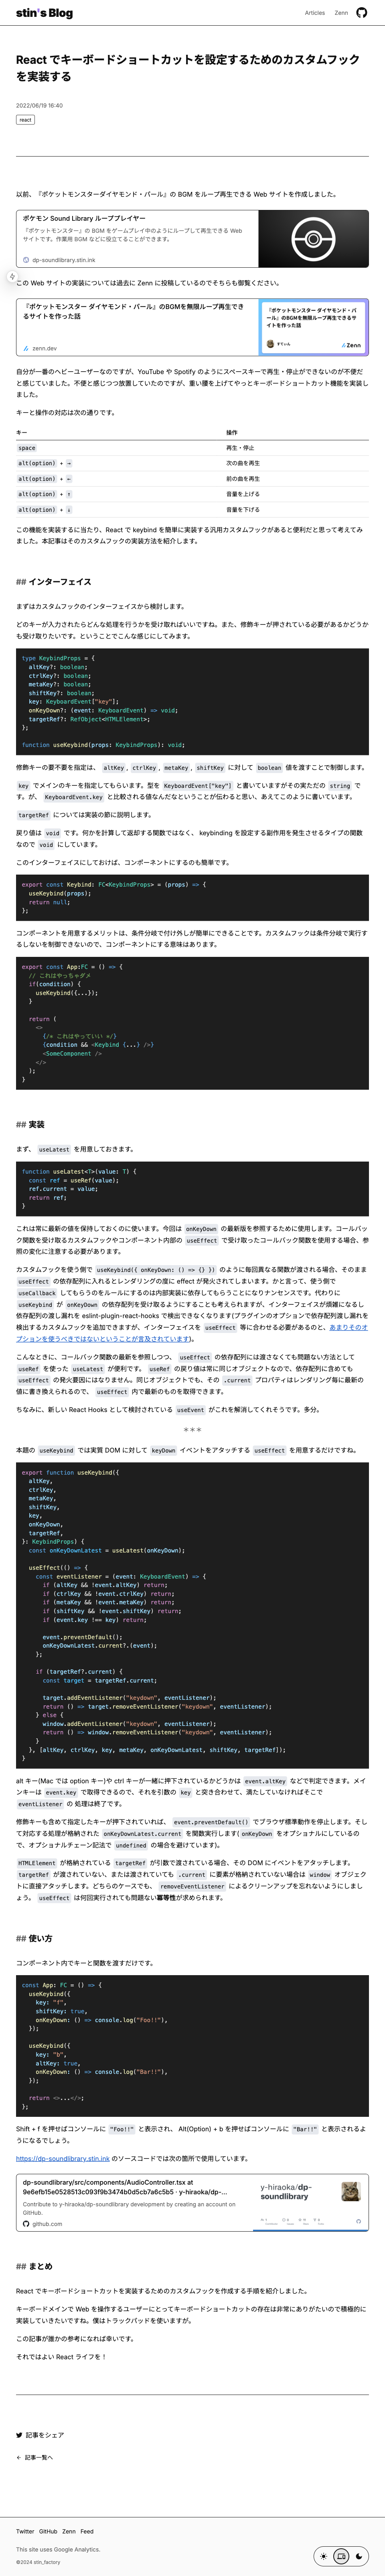 stin's Blog
Articles
Zenn
React でキーボードショートカットを設定するためのカスタムフック
を実装する
2022/06/19 16:40
react
以前、『ポケットモンスターダイヤモンド・パール』の BGM をループ再生できる Web サイトを作成しました。
ポケモン Sound Library ループプレイヤー
『ポケットモンスター』の BGM をゲームプレイ中のようにループして再生できる Web
サイトです。作業用 BGM などに役立てることができます。
dp-soundlibrary.stin.ink
この Web サイトの実装については過去に Zenn に投稿しているのでそちらも御覧ください。
『ポケットモンスター ダイヤモンド・パール』のBGMを無限ループ再生でき
るサイトを作った話
zenn.dev
『ポケットモンスター ダイヤモンド・パ
ール』のBGMを無限ループ再生できるサ
イトを作った話
すてぃん
Zenn
自分が一番のヘビーユーザーなのですが、YouTube や Spotify のようにスペースキーで再生・停止ができないのが不便だ
と感じていました。不便と感じつつ放置していたのですが、重い腰を上げてやっとキーボードショートカット機能を実装し
ました。
キーと操作の対応は次の通りです。
キー 操作
space 再生・停止
alt(option) + → 次の曲を再生
alt(option) + ← 前の曲を再生
alt(option) + ↑ 音量を上げる
alt(option) + ↓ 音量を下げる
この機能を実装するに当たり、React で keybind を簡単に実装する汎用カスタムフックがあると便利だと思って考えてみ
ました。本記事はそのカスタムフックの実装方法を紹介します。
## インターフェイス
まずはカスタムフックのインターフェイスから検討します。
どのキーが入力されたらどんな処理を行うかを受け取ればいいですね。また、修飾キーが押されている必要があるかどうか
も受け取りたいです。ということでこんな感じにしてみます。
type KeybindProps = {
  altKey?: boolean;
  ctrlKey?: boolean;
  metaKey?: boolean;
  shiftKey?: boolean;
  key: KeyboardEvent["key"];
  onKeyDown?: (event: KeyboardEvent) => void;
  targetRef?: RefObject<HTMLElement>;
};
function useKeybind(props: KeybindProps): void;
修飾キーの要不要を指定は、 altKey , ctrlKey , metaKey , shiftKey に対して boolean 値を渡すことで制御します。
key でメインのキーを指定してもらいます。型を KeyboardEvent["key"] と書いていますがその実だの string で
す。が、 KeyboardEvent.key と比較される値なんだなということが伝わると思い、あえてこのように書いています。
targetRef については実装の節に説明します。
戻り値は void です。何かを計算して返却する関数ではなく、 keybinding を設定する副作用を発生させるタイプの関数
なので void にしています。
このインターフェイスにしておけば、コンポーネントにするのも簡単です。
export const Keybind: FC<KeybindProps> = (props) => {
  useKeybind(props);
  return null;
};
コンポーネントを用意するメリットは、条件分岐で付け外しが簡単にできることです。カスタムフックは条件分岐で実行す
るしないを制御できないので、コンポーネントにする意味はあります。
export const App:FC = () => {
  // これはやっちゃダメ
  if(condition) {
    useKeybind({...});
  }
  return (
    <>
      {/* これはやっていい */}
      {condition && <Keybind {...} />}
      <SomeComponent />
    </>
  );
}
## 実装
まず、 useLatest を用意しておきます。
function useLatest<T>(value: T) {
  const ref = useRef(value);
  ref.current = value;
  return ref;
}
これは常に最新の値を保持しておくのに使います。今回は onKeyDown の最新版を参照するために使用します。コールバッ
ク関数を受け取るカスタムフックやコンポーネント内部の useEffect で受け取ったコールバック関数を使用する場合、参
照の変化に注意する必要があります。
カスタムフックを使う側で useKeybind({ onKeyDown: () => {} }) のように毎回異なる関数が渡される場合、そのまま
useEffect の依存配列に入れるとレンダリングの度に effect が発火されてしまいます。かと言って、使う側で
useCallback してもらうのをルールにするのは内部実装に依存してもらうことになりナンセンスです。代わりに
useKeybind が onKeyDown の依存配列を受け取るようにすることも考えられますが、インターフェイスが煩雑になるし
依存配列の渡し漏れを eslint-plugin-react-hooks で検出できなくなります(プラグインのオプションで依存配列渡し漏れを
検出するカスタムフックを追加できますが、インターフェイスを useEffect 等に合わせる必要があるのと、あまりそのオ
プションを使うべきではないということが言及されています)。
こんなときに、コールバック関数の最新を参照しつつ、 useEffect の依存配列には渡さなくても問題ない方法として
useRef を使った useLatest が便利です。 useRef の戻り値は常に同じオブジェクトなので、依存配列に含めても
useEffect の発火要因にはなりません。同じオブジェクトでも、その .current プロパティはレンダリング毎に最新の
値に書き換えられるので、 useEffect 内で最新のものを取得できます。
ちなみに、新しい React Hooks として検討されている useEvent がこれを解消してくれそうです。多分。
＊＊＊
本題の useKeybind では実習 DOM に対して keyDown イベントをアタッチする useEffect を用意するだけですね。
export function useKeybind({
  altKey,
  ctrlKey,
  metaKey,
  shiftKey,
  key,
  onKeyDown,
  targetRef,
}: KeybindProps) {
  const onKeyDownLatest = useLatest(onKeyDown);
  useEffect(() => {
    const eventListener = (event: KeyboardEvent) => {
      if (altKey && !event.altKey) return;
      if (ctrlKey && !event.ctrlKey) return;
      if (metaKey && !event.metaKey) return;
      if (shiftKey && !event.shiftKey) return;
      if (event.key !== key) return;
      event.preventDefault();
      onKeyDownLatest.current?.(event);
    };
    if (targetRef?.current) {
      const target = targetRef.current;
      target.addEventListener("keydown", eventListener);
      return () => target.removeEventListener("keydown", eventListener);
    } else {
      window.addEventListener("keydown", eventListener);
      return () => window.removeEventListener("keydown", eventListener);
    }
  }, [altKey, ctrlKey, key, metaKey, onKeyDownLatest, shiftKey, targetRef]);
}
alt キー(Mac では option キー)や ctrl キーが一緒に押下されているかどうかは event.altKey などで判定できます。メイ
ンキーは event.key で取得できるので、それを引数の key と突き合わせて、満たしていなければそこで
eventListener の 処理は終了です。
修飾キーも含めて指定したキーが押下されていれば、 event.preventDefault() でブラウザ標準動作を停止します。そし
て対応する処理が格納された onKeyDownLatest.current を関数実行します( onKeyDown をオプショナルにしているの
で、オプショナルチェーン記法で undefined の場合を避けています)。
HTMLElement が格納されている targetRef が引数で渡されている場合、その DOM にイベントをアタッチします。
targetRef が渡されていない、または渡されていても .current に要素が格納されていない場合は window オブジェク
トに直接アタッチします。どちらのケースでも、 removeEventListener によるクリーンアップを忘れないようにしまし
ょう。 useEffect は何回実行されても問題ない冪等性が求められます。
## 使い方
コンポーネント内でキーと関数を渡すだけです。
const App: FC = () => {
  useKeybind({
    key: "f",
    shiftKey: true,
    onKeyDown: () => console.log("Foo!!"),
  });
  useKeybind({
    key: "b",
    altKey: true,
    onKeyDown: () => console.log("Bar!!"),
  });
  return <>...</>;
}
Shift + f を押せばコンソールに "Foo!!" と表示され、 Alt(Option) + b を押せばコンソールに "Bar!!" と表示されるよ
うになるでしょう。
https://dp-soundlibrary.stin.ink のソースコードでは次の箇所で使用しています。
dp-soundlibrary/src/components/AudioController.tsx at
9e6efb15e0528513c093f9b3474b0d5cb7a6c5b5 · y-hiraoka/dp-...
Contribute to y-hiraoka/dp-soundlibrary development by creating an account on
GitHub.
github.com
y-hiraoka/dp-
soundlibrary
## まとめ
React でキーボードショートカットを実装するためのカスタムフックを作成する手順を紹介しました。
キーボードメインで Web を操作するユーザーにとってキーボードショートカットの存在は非常にありがたいので積極的に
実装していきたいですね。僕はトラックパッドを使いますが。
この記事が誰かの参考になれば幸いです。
それではよい React ライフを！
記事をシェア
← 記事一覧へ
Twitter GitHub Zenn Feed
This site uses Google Analytics.
©2024 stin_factory